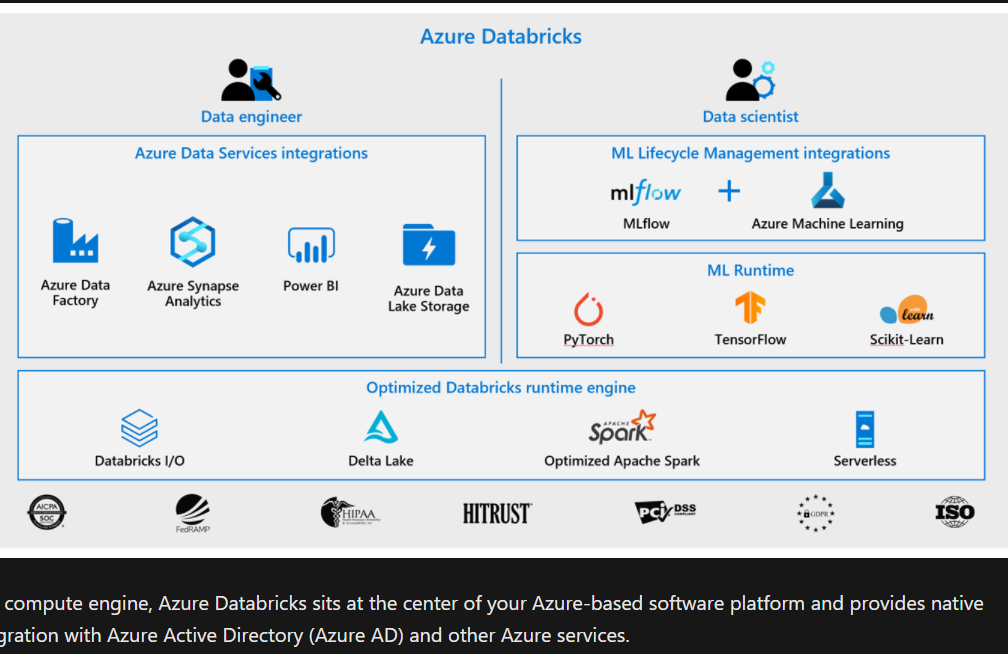 Azure Databricks
Data engineer
Data scientist
Azure Data Services integrations
Azure Data
Factory
Azure Synapse
Analytics
Power BI
Azure Data
Lake Storage
ML Lifecycle Management integrations
mlflow
+
MLflow
Azure Machine Learning
ML Runtime
PyTorch
TensorFlow
learn
Scikit-Learn
Optimized Databricks runtime engine
Databricks I/O
Delta Lake
APACHE
Spark
Optimized Apache Spark
Serverless
AICPA
SOC
FedRAMP
HIPAA
HITRUST
PCI DSS
COMPLIANT
GDPR
ISO
compute engine, Azure Databricks sits at the center of your Azure-based software platform and provides native
gration with Azure Active Directory (Azure AD) and other Azure services.